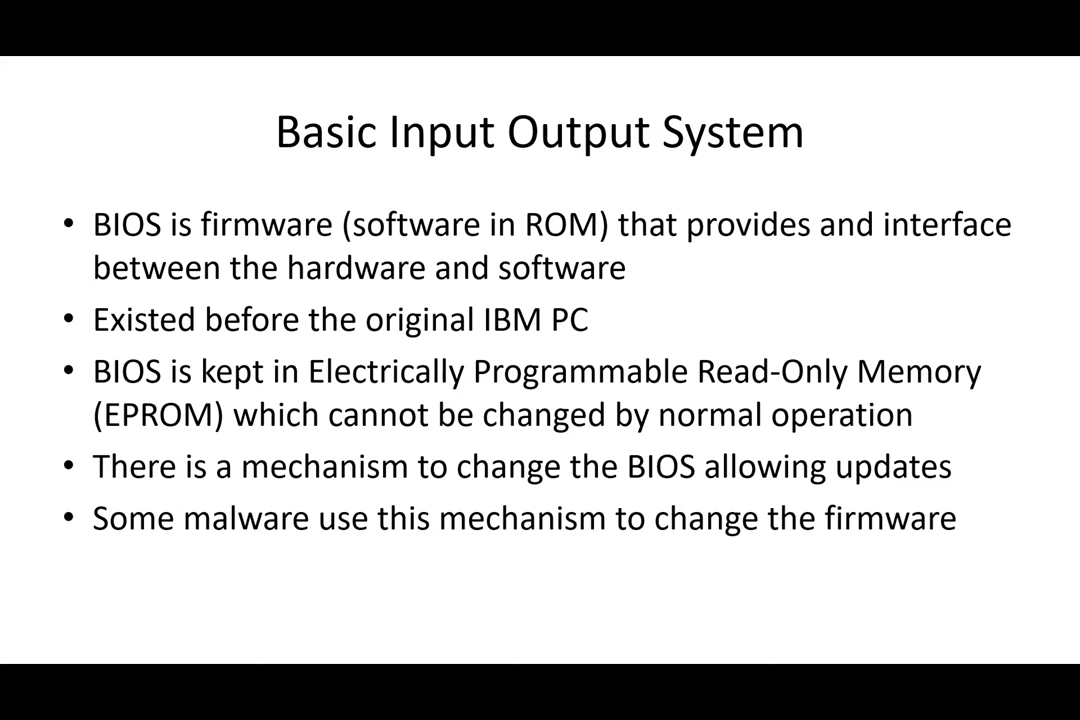 Basic Input Output System
• BIOS is firmware (software in ROM) that provides and interface
between the hardware and software
• Existed before the original IBM PC
• BIOS is kept in Electrically Programmable Read-Only Memory
(EPROM) which cannot be changed by normal operation
• There is a mechanism to change the BIOS allowing updates
• Some malware use this mechanism to change the firmware